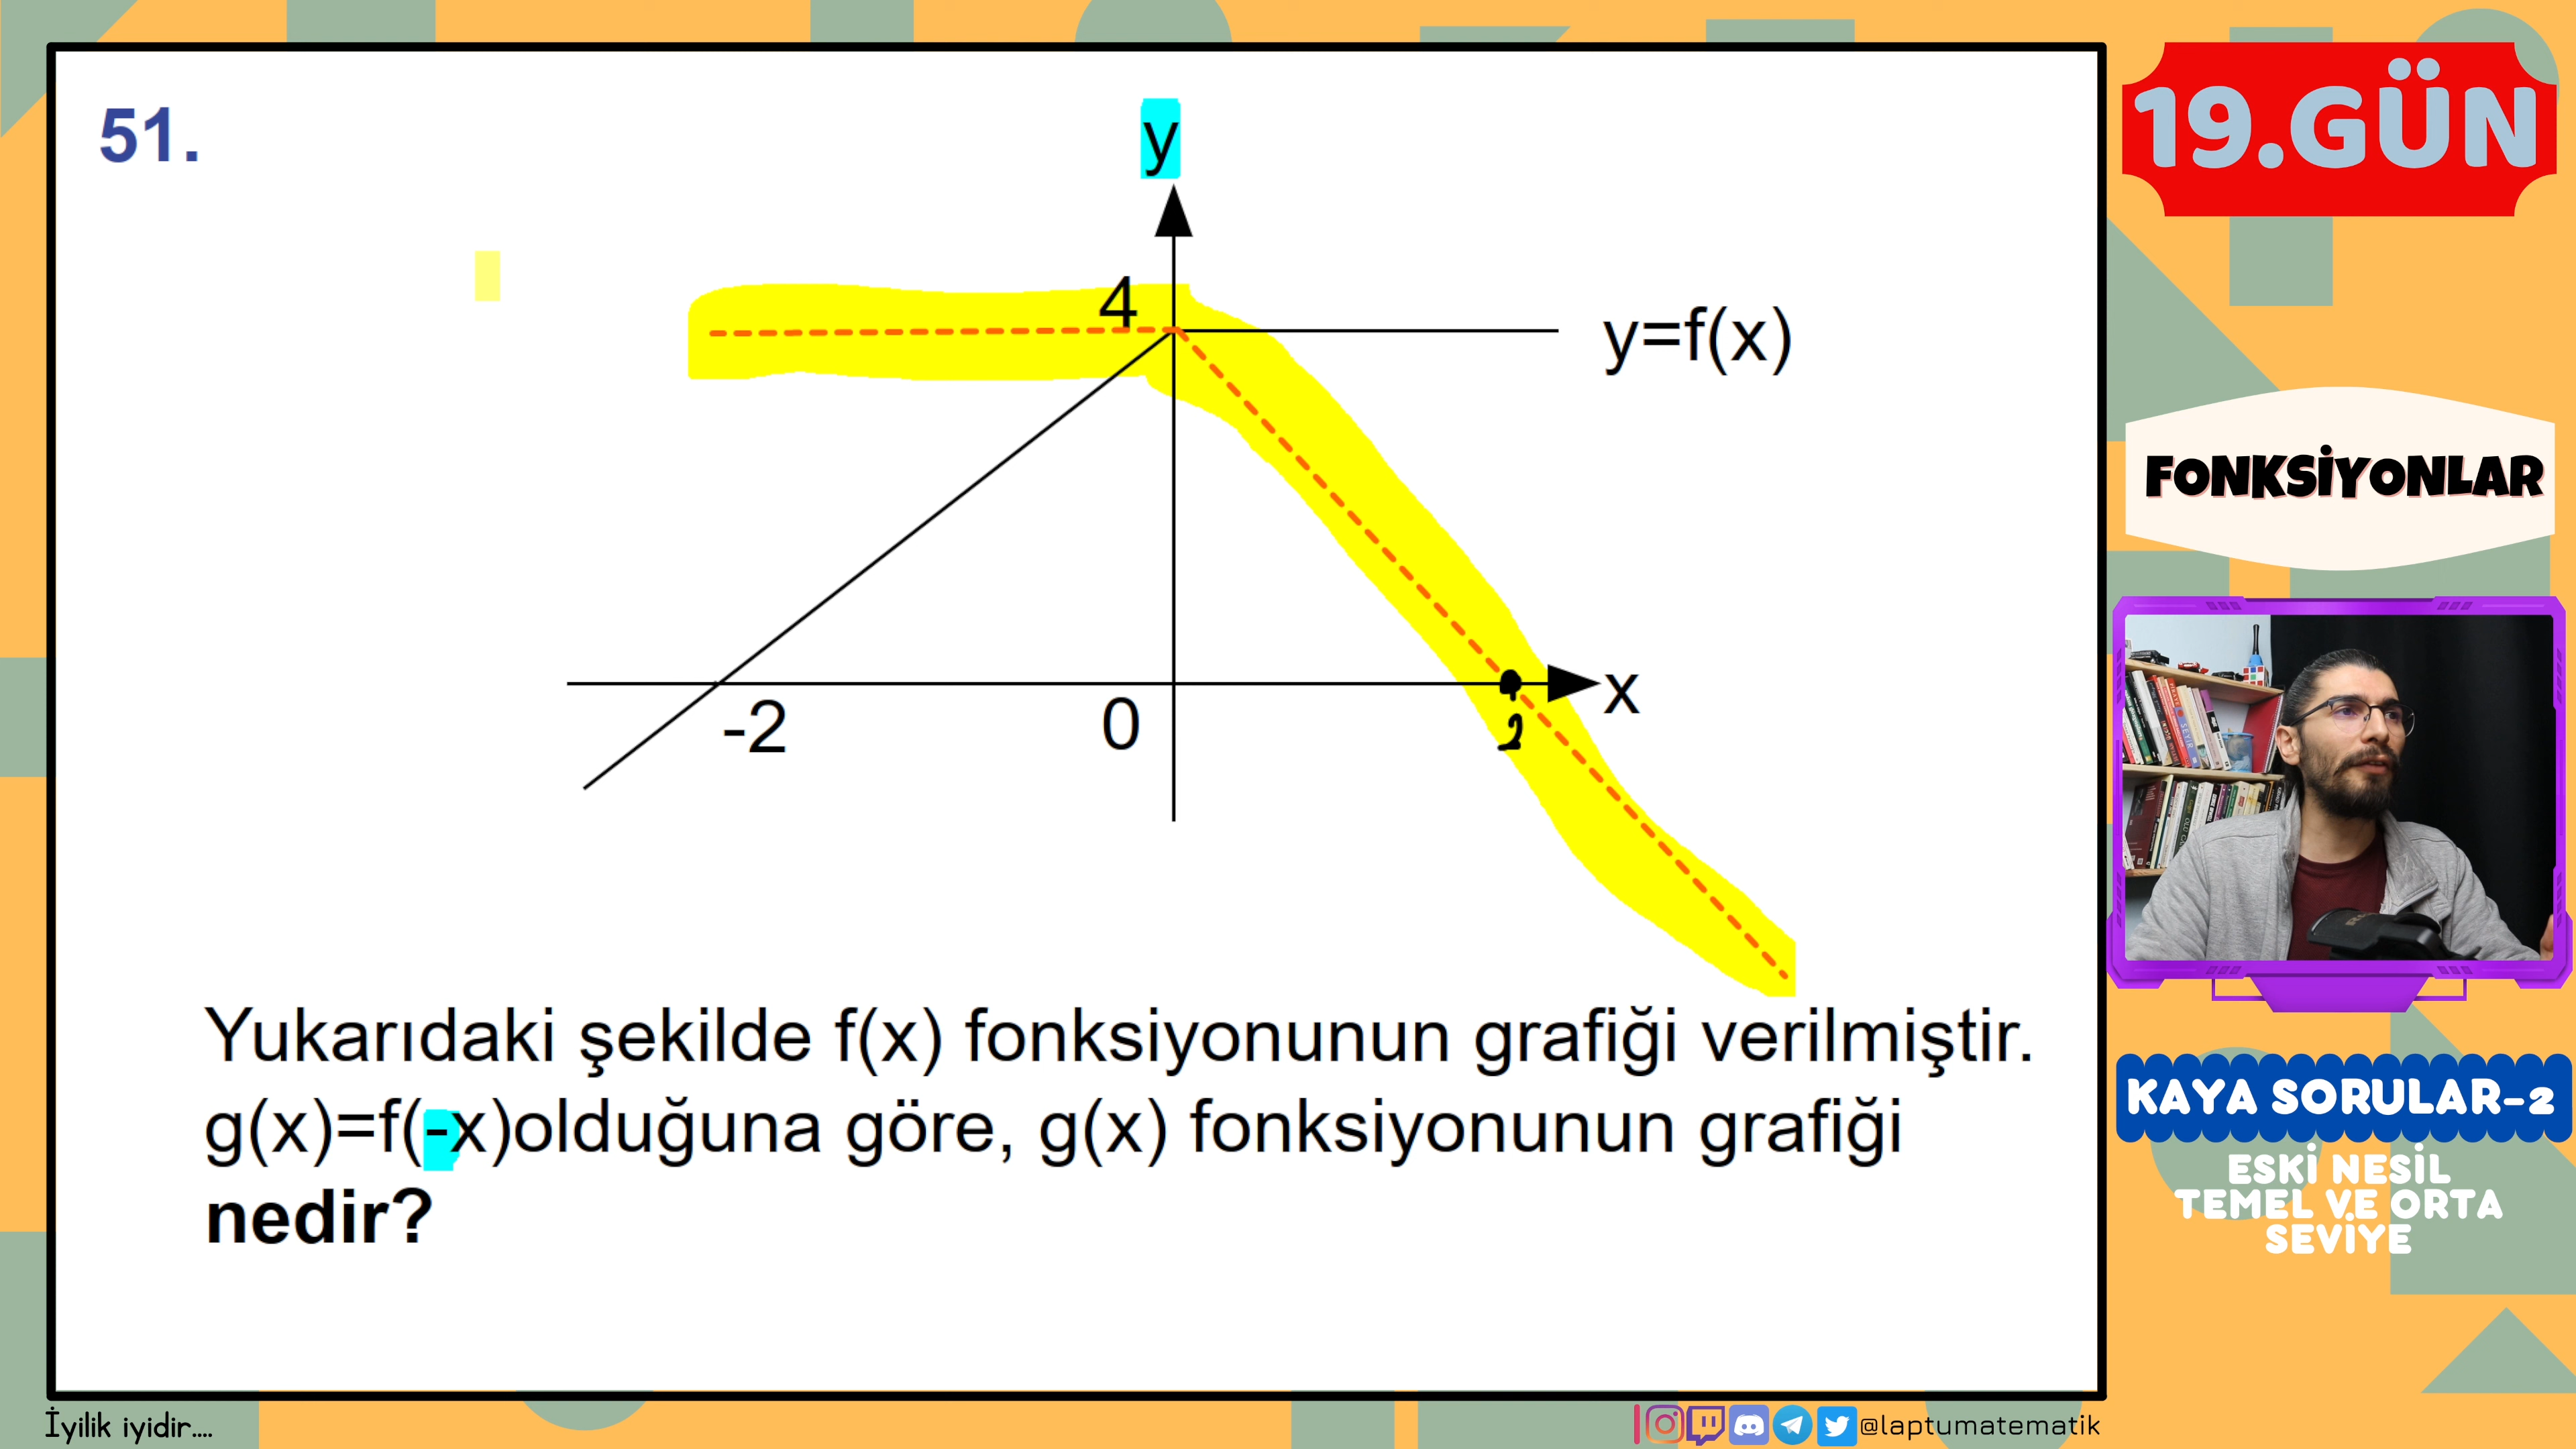 51.
y
4
y=f(x)
x
-2
0
2
Yukarıdaki şekilde f(x) fonksiyonunun grafiği verilmiştir.
g(x)=f(-x)olduğuna göre, g(x) fonksiyonunun grafiği
nedir?
19.GÜN
FONKSİYONLAR
KAYA SORULAR-2
ESKİ NESİL
TEMEL VE ORTA
SEVİYE
İyilik iyidir....
@laptumatematik